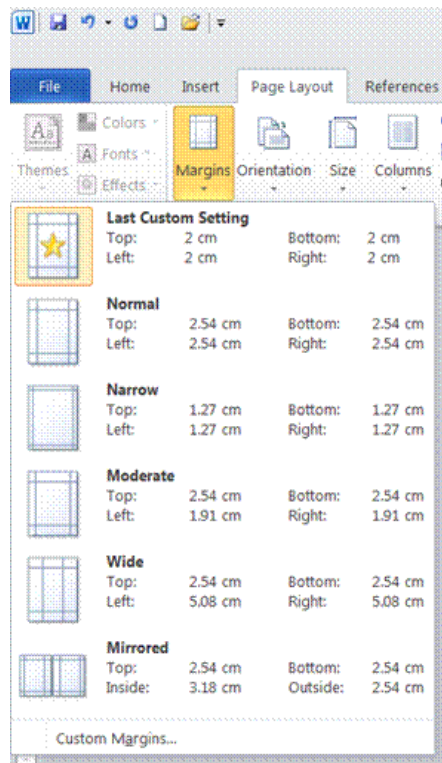 W
File Home Insert Page Layout References
Aa Colors
A Fonts
Themes Effects Margins Orientation Size Columns
Last Custom Setting
Top: 2 cm Bottom: 2 cm
Left: 2 cm Right: 2 cm
Normal
Top: 2.54 cm Bottom: 2.54 cm
Left: 2.54 cm Right: 2.54 cm
Narrow
Top: 1.27 cm Bottom: 1.27 cm
Left: 1.27 cm Right: 1.27 cm
Moderate
Top: 2.54 cm Bottom: 2.54 cm
Left: 1.91 cm Right: 1.91 cm
Wide
Top: 2.54 cm Bottom: 2.54 cm
Left: 5.08 cm Right: 5.08 cm
Mirrored
Top: 2.54 cm Bottom: 2.54 cm
Inside: 3.18 cm Outside: 2.54 cm
Custom Margins...